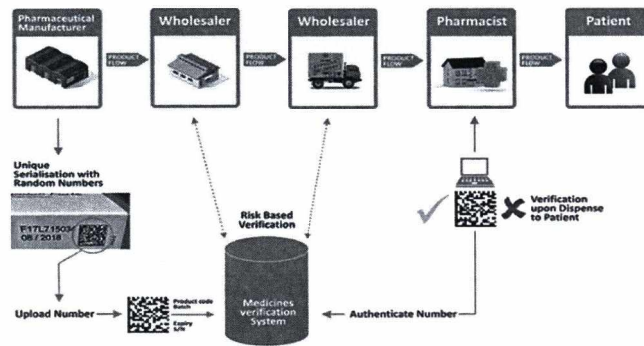 Pharmaceutical
Manufacturer
Wholesaler
Wholesaler
Pharmacist
Patient
PRODUCT
FLOW
PRODUCT
FLOW
PRODUCT
FLOW
PRODUCT
FLOW
Unique
Serialisation with
Random Numbers
08 / 2018
Risk Based
Verification
Verification
upon Dispense
to Patient
Upload Number
Product code
Batch
Expiry
S/N
Medicines
verification
System
Authenticate Number